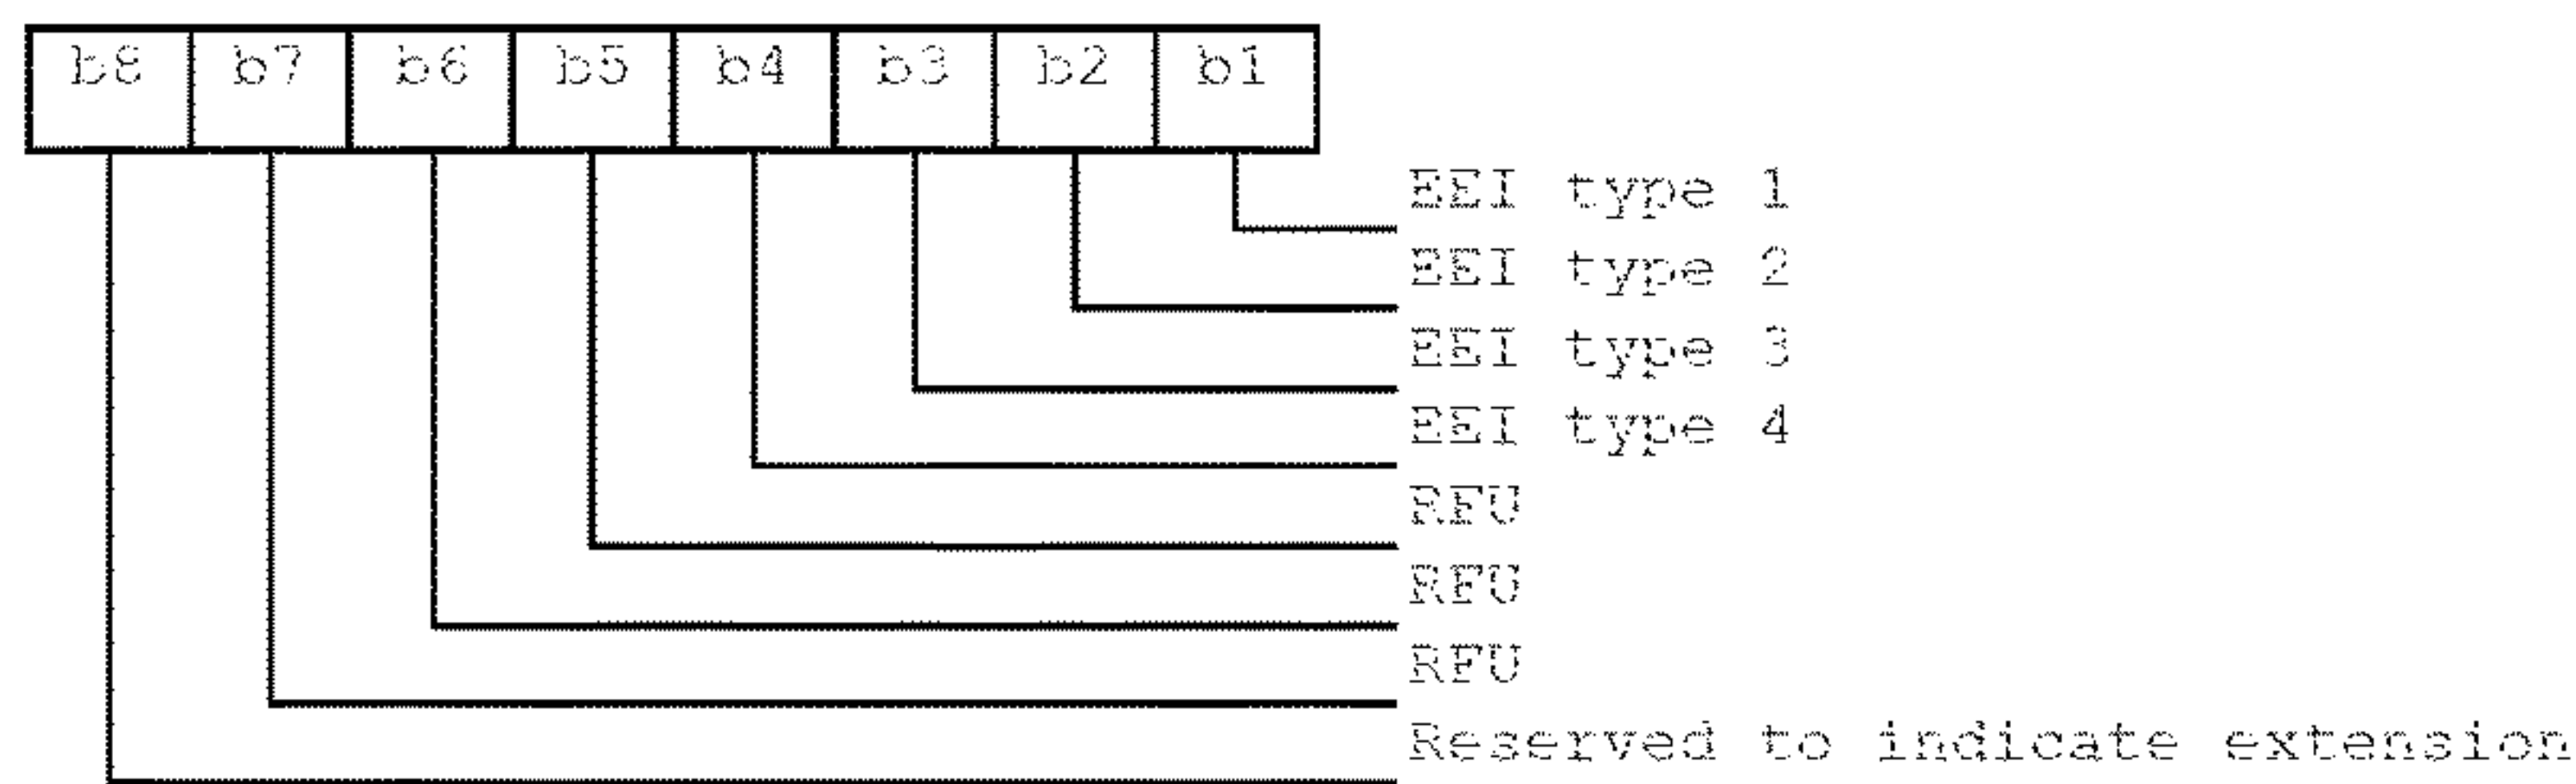 b8 b7 b6 b5 b4 b3 b2 b1
EEI type 1
EEI type 2
EEI type 3
EEI type 4
RFU
RFU
RFU
Reserved to indicate extension